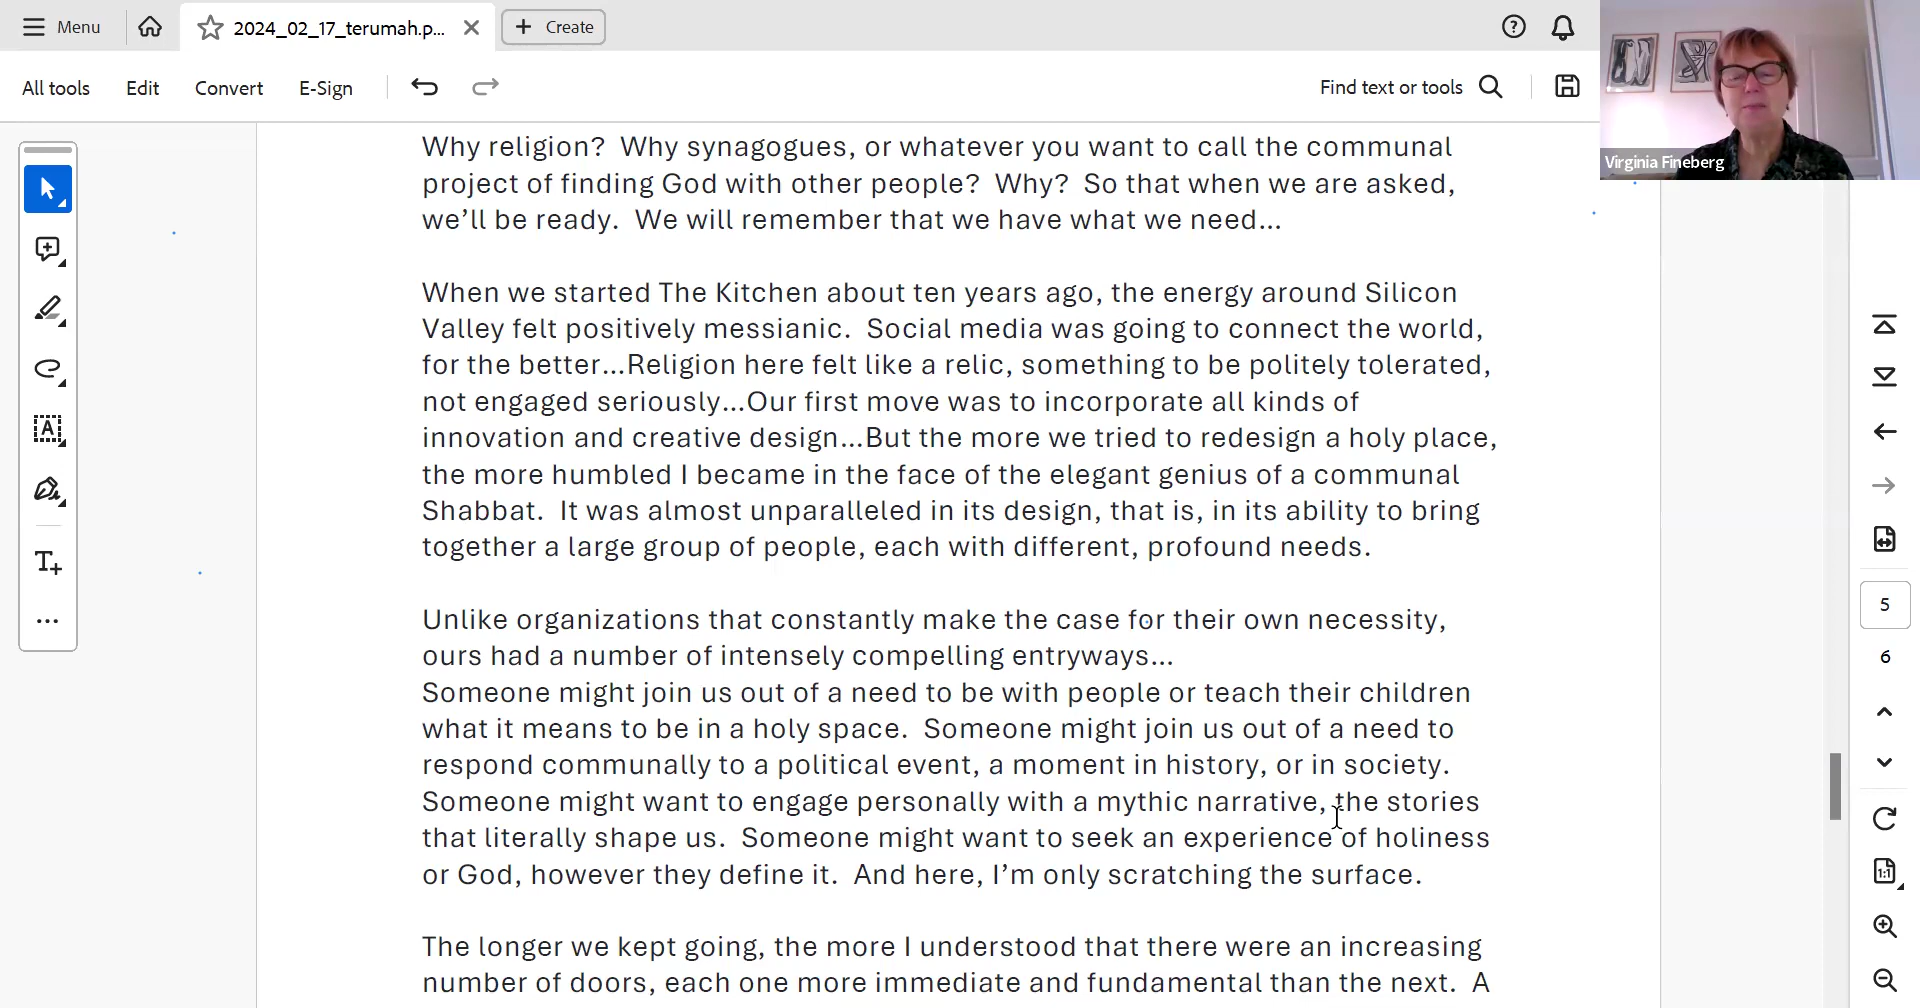 Menu
2024_02_17_terumah.p...
Create
All tools
Edit
Convert
E-Sign
Find text or tools
Virginia Fineberg
Why religion?  Why synagogues, or whatever you want to call the communal
project of finding God with other people?  Why?  So that when we are asked,
we’ll be ready.  We will remember that we have what we need…
When we started The Kitchen about ten years ago, the energy around Silicon
Valley felt positively messianic.  Social media was going to connect the world,
for the better…Religion here felt like a relic, something to be politely tolerated,
not engaged seriously…Our first move was to incorporate all kinds of
innovation and creative design…But the more we tried to redesign a holy place,
the more humbled I became in the face of the elegant genius of a communal
Shabbat.  It was almost unparalleled in its design, that is, in its ability to bring
together a large group of people, each with different, profound needs.
Unlike organizations that constantly make the case for their own necessity,
ours had a number of intensely compelling entryways…
Someone might join us out of a need to be with people or teach their children
what it means to be in a holy space.  Someone might join us out of a need to
respond communally to a political event, a moment in history, or in society.
Someone might want to engage personally with a mythic narrative, the stories
that literally shape us.  Someone might want to seek an experience of holiness
or God, however they define it.  And here, I’m only scratching the surface.
The longer we kept going, the more I understood that there were an increasing
number of doors, each one more immediate and fundamental than the next.  A
5
6
1:1